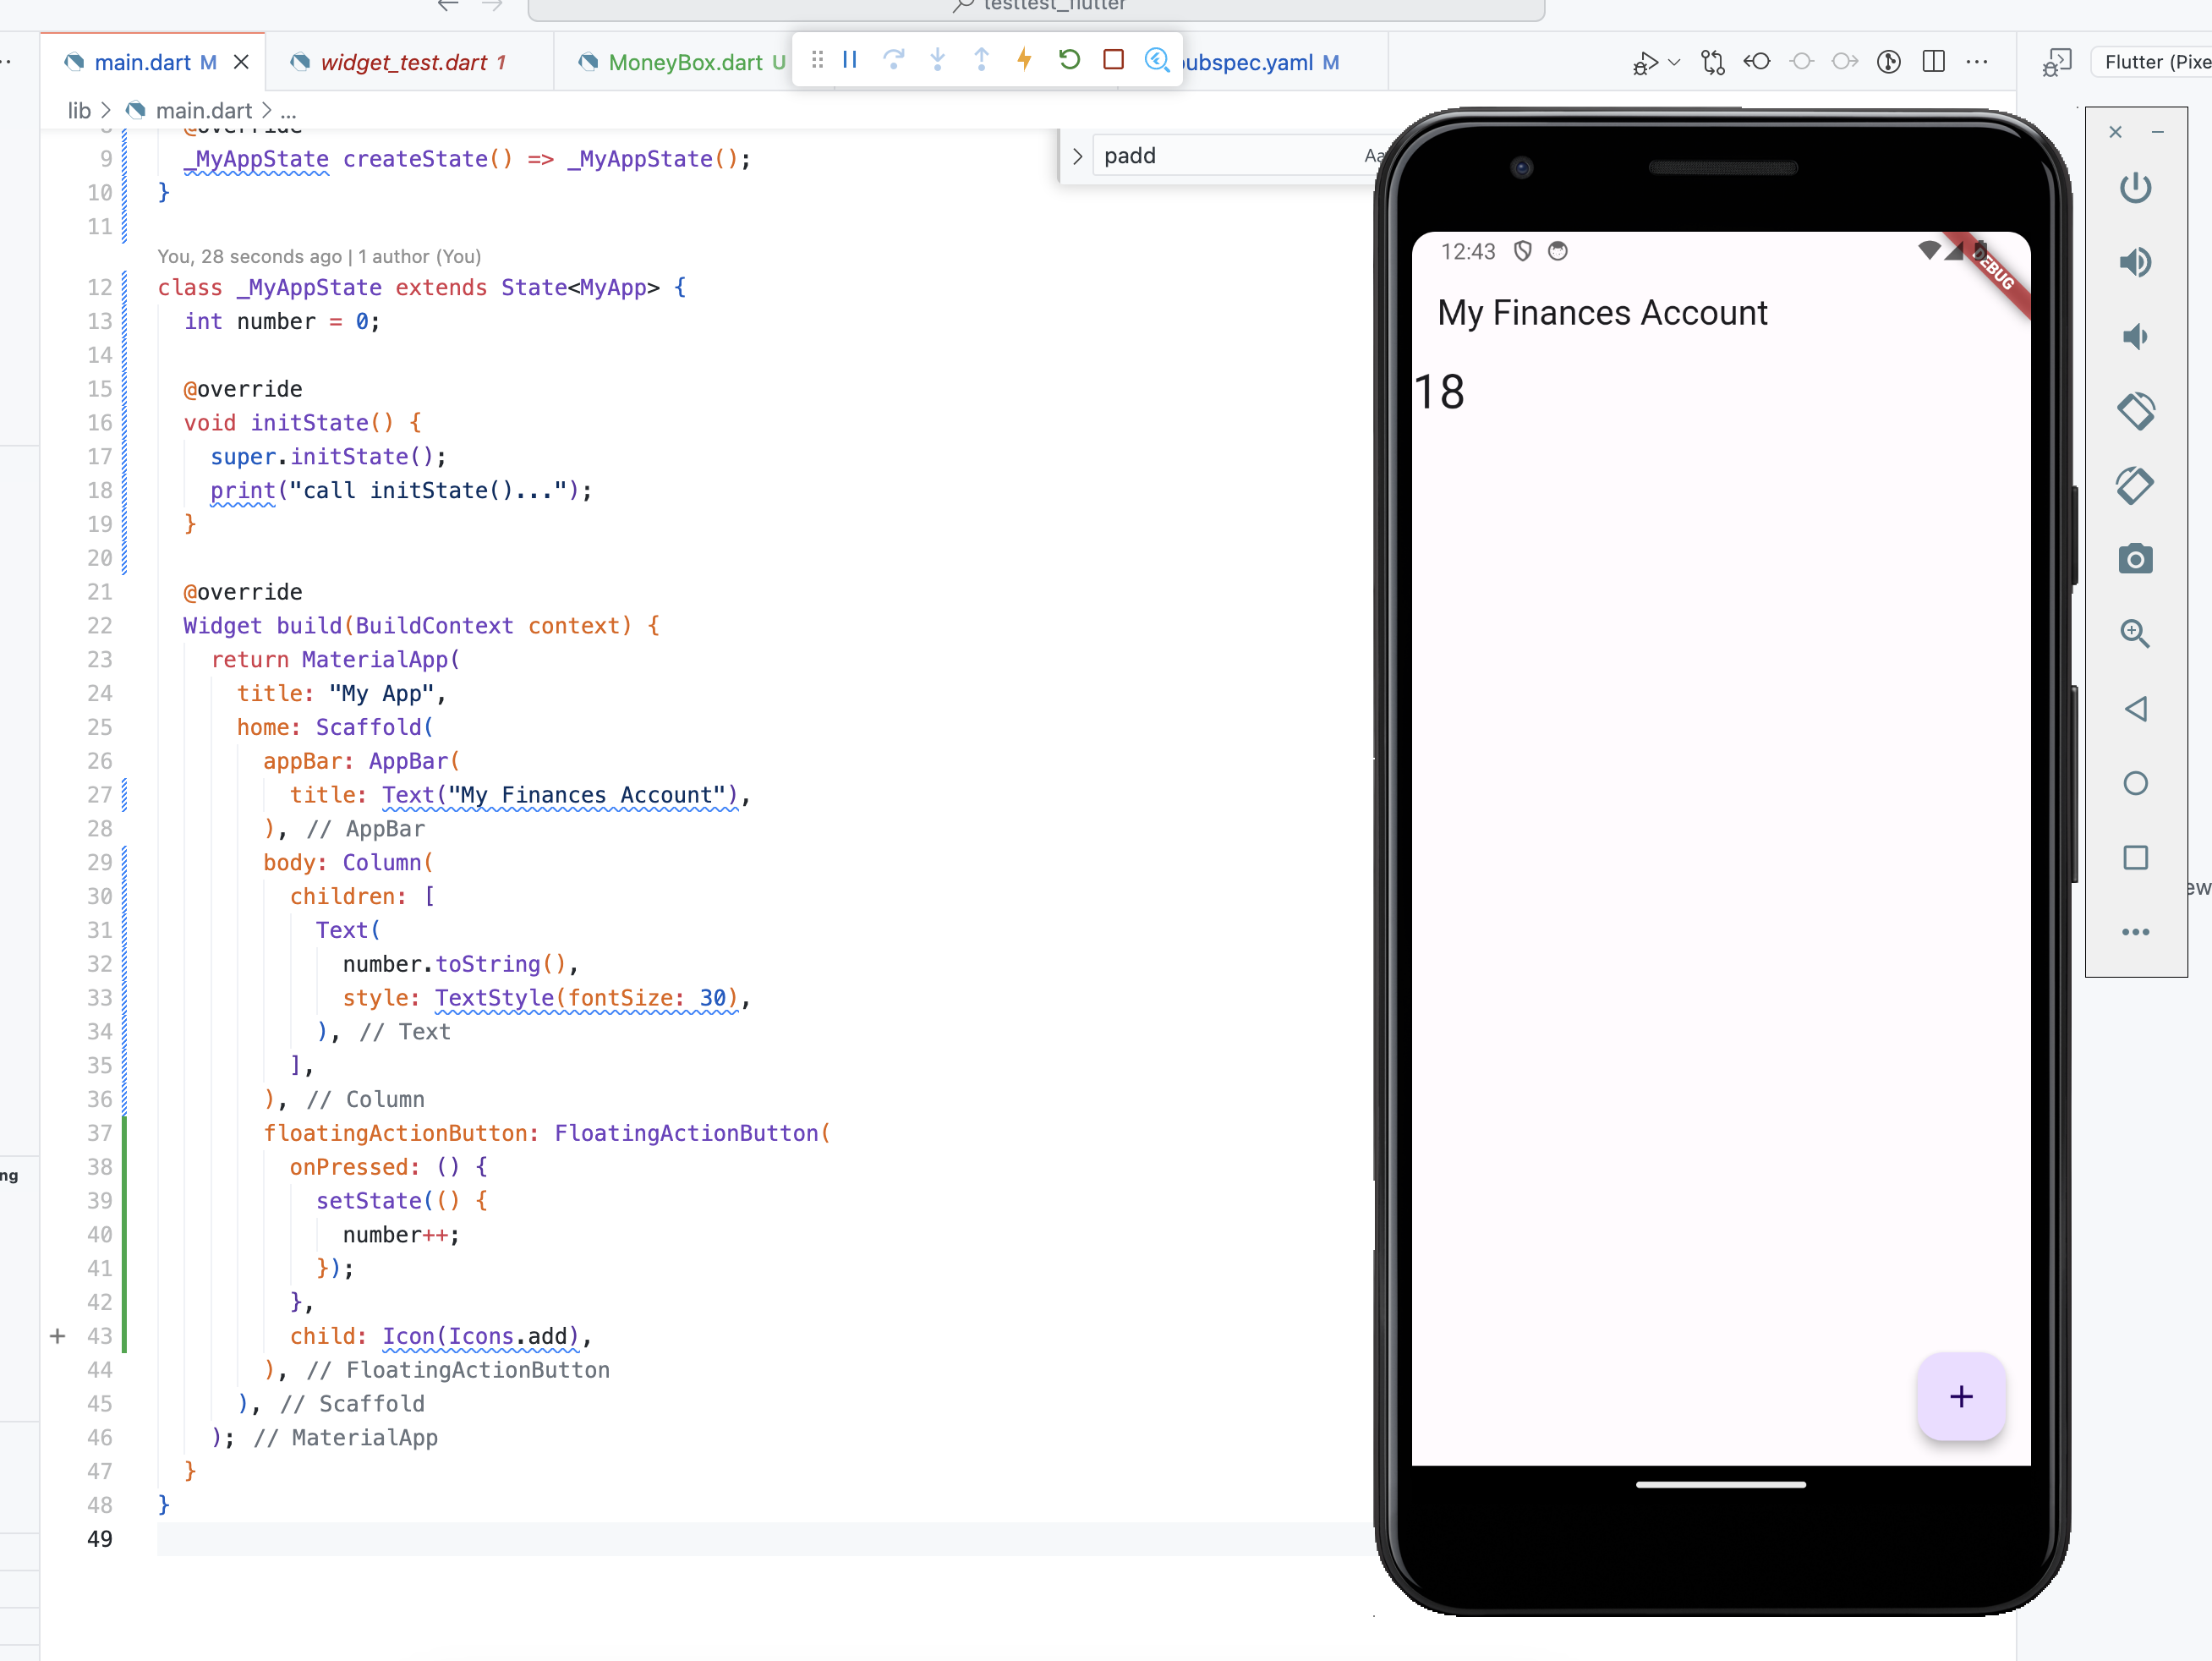 testtest_flutter
main.dart M
widget_test.dart 1
MoneyBox.dart U
pubspec.yaml M
Flutter (Pixe
lib > main.dart > ...
padd
Aa
8 @override
9 _MyAppState createState() => _MyAppState();
10 }
11
You, 28 seconds ago | 1 author (You)
12 class _MyAppState extends State<MyApp> {
13 int number = 0;
14
15 @override
16 void initState() {
17 super.initState();
18 print("call initState()...");
19 }
20
21 @override
22 Widget build(BuildContext context) {
23 return MaterialApp(
24 title: "My App",
25 home: Scaffold(
26 appBar: AppBar(
27 title: Text("My Finances Account"),
28 ), // AppBar
29 body: Column(
30 children: [
31 Text(
32 number.toString(),
33 style: TextStyle(fontSize: 30),
34 ), // Text
35 ],
36 ), // Column
37 floatingActionButton: FloatingActionButton(
38 onPressed: () {
39 setState(() {
40 number++;
41 });
42 },
43 child: Icon(Icons.add),
44 ), // FloatingActionButton
45 ), // Scaffold
46 ); // MaterialApp
47 }
48 }
49
ng
12:43
DEBUG
My Finances Account
18
ew